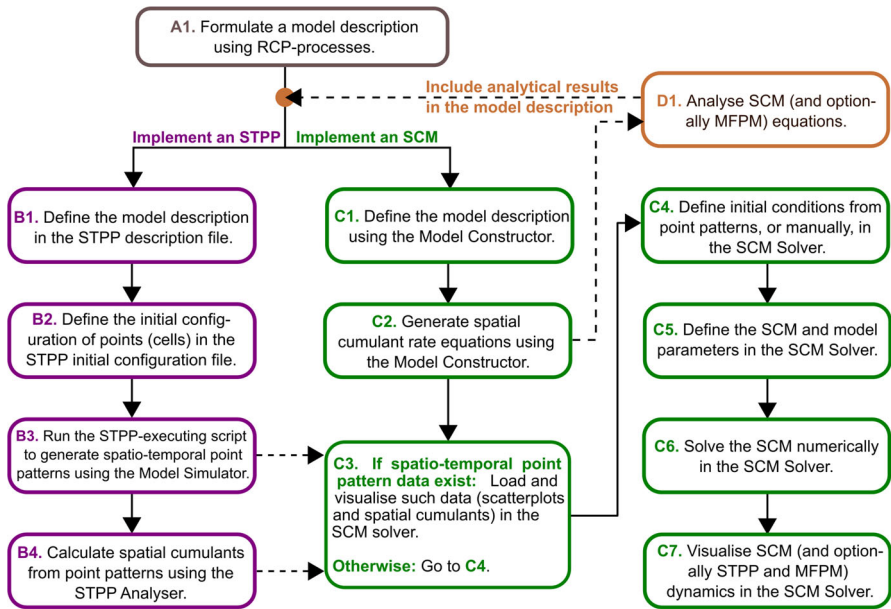 A1. Formulate a model description
using RCP-processes.
Include analytical results
in the model description
D1. Analyse SCM (and option-
ally MFPM) equations.
Implement an STPP
Implement an SCM
B1. Define the model description
in the STPP description file.
C1. Define the model description
using the Model Constructor.
C4. Define initial conditions from
point patterns, or manually, in
the SCM Solver.
B2. Define the initial config-
uration of points (cells) in the
STPP initial configuration file.
C2. Generate spatial
cumulant rate equations using
the Model Constructor.
C5. Define the SCM and model
parameters in the SCM Solver.
B3. Run the STPP-executing script
to generate spatio-temporal point
patterns using the Model Simulator.
C3. If spatio-temporal point
pattern data exist: Load and
visualise such data (scatterplots
and spatial cumulants) in the
SCM solver.
Otherwise: Go to C4.
C6. Solve the SCM numerically
in the SCM Solver.
B4. Calculate spatial cumulants
from point patterns using the
STPP Analyser.
C7. Visualise SCM (and option-
ally STPP and MFPM)
dynamics in the SCM Solver.